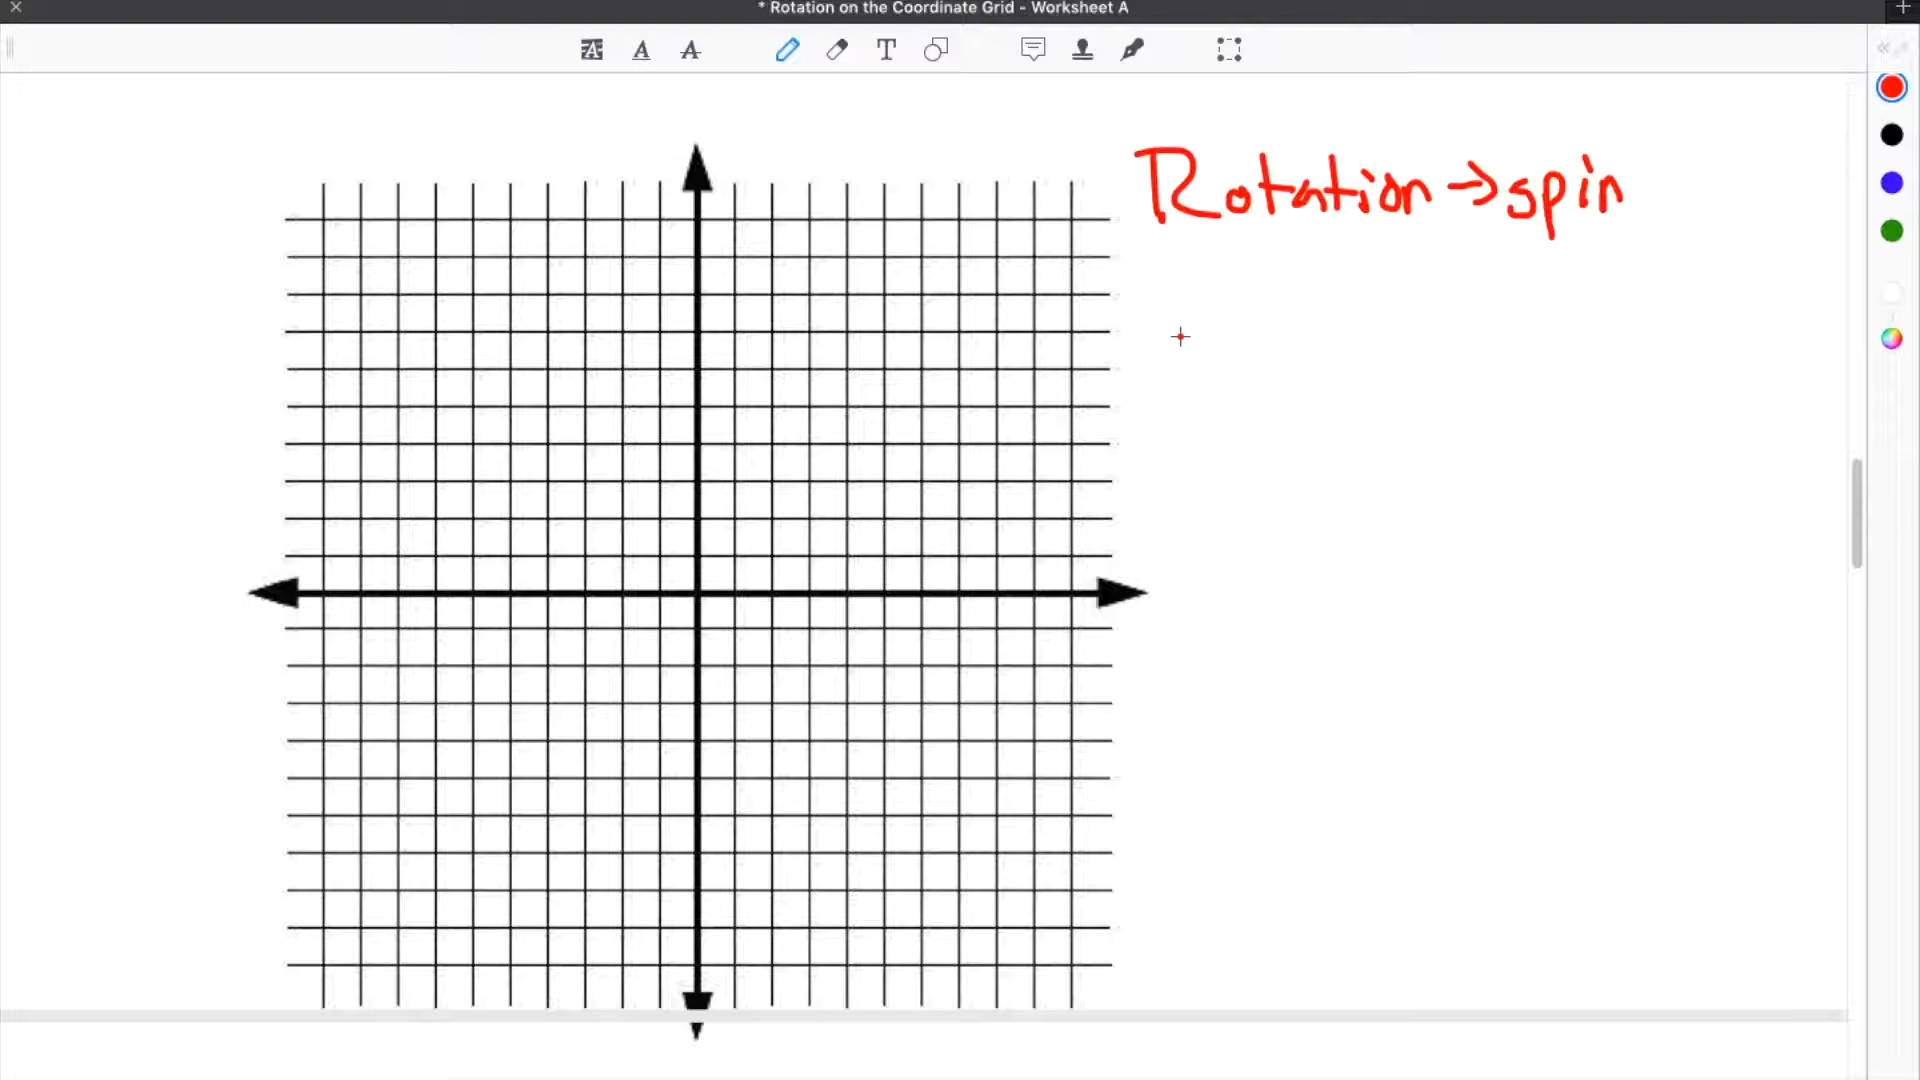 * Rotation on the Coordinate Grid - Worksheet A
A A A T
Rotation → spin